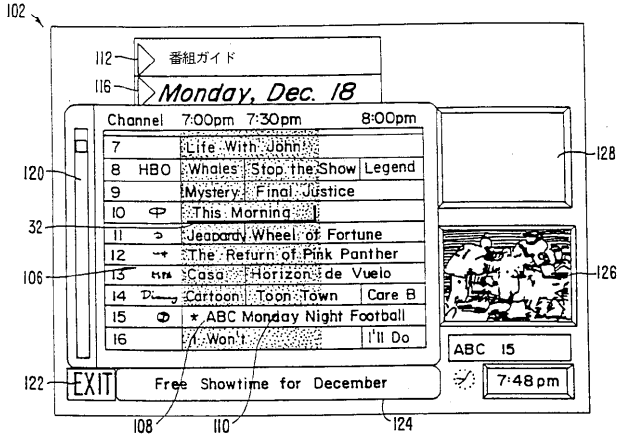 102
112 番組ガイド
116 Monday, Dec. 18
Channel 7:00pm 7:30pm 8:00pm
7 Life With John!
8 HBO Whales Stop the Show Legend
9 Mystery Final Justice
10 This Morning
11 Jeopardy Wheel of Fortune
12 The Return of Pink Panther
13 Casa Horizon de Vuelo
14 Cartoon Toon Town Care B
15 * ABC Monday Night Football
16 I Won't I'll Do
120
32
106
128
126
ABC 15
122 EXIT Free Showtime for December 7:48pm
108 110 124